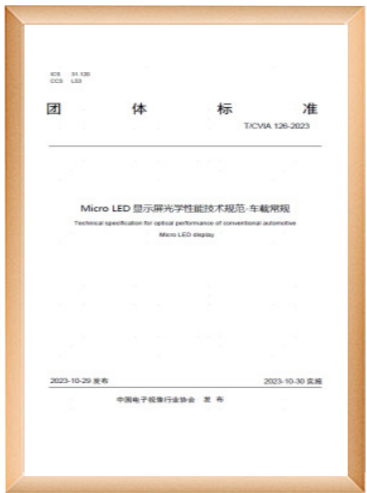 ICS 31.120
CCS L53
团 体 标 准
T/CVIA 126-2023
Micro LED 显示屏光学性能技术规范-车载常规
Technical specification for optical performance of conventional automotive
Micro LED display
2023-10-29 发布
2023-10-30 实施
中国电子视像行业协会 发 布